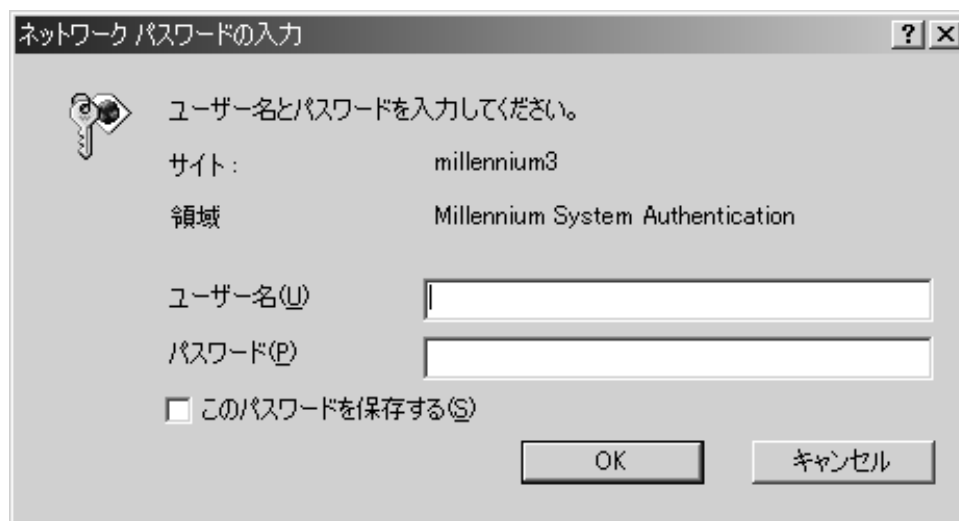 ネットワーク パスワードの入力
ユーザー名とパスワードを入力してください。
サイト: millennium3
領域 Millennium System Authentication
ユーザー名(U)
パスワード(P)
このパスワードを保存する(S)
OK キャンセル